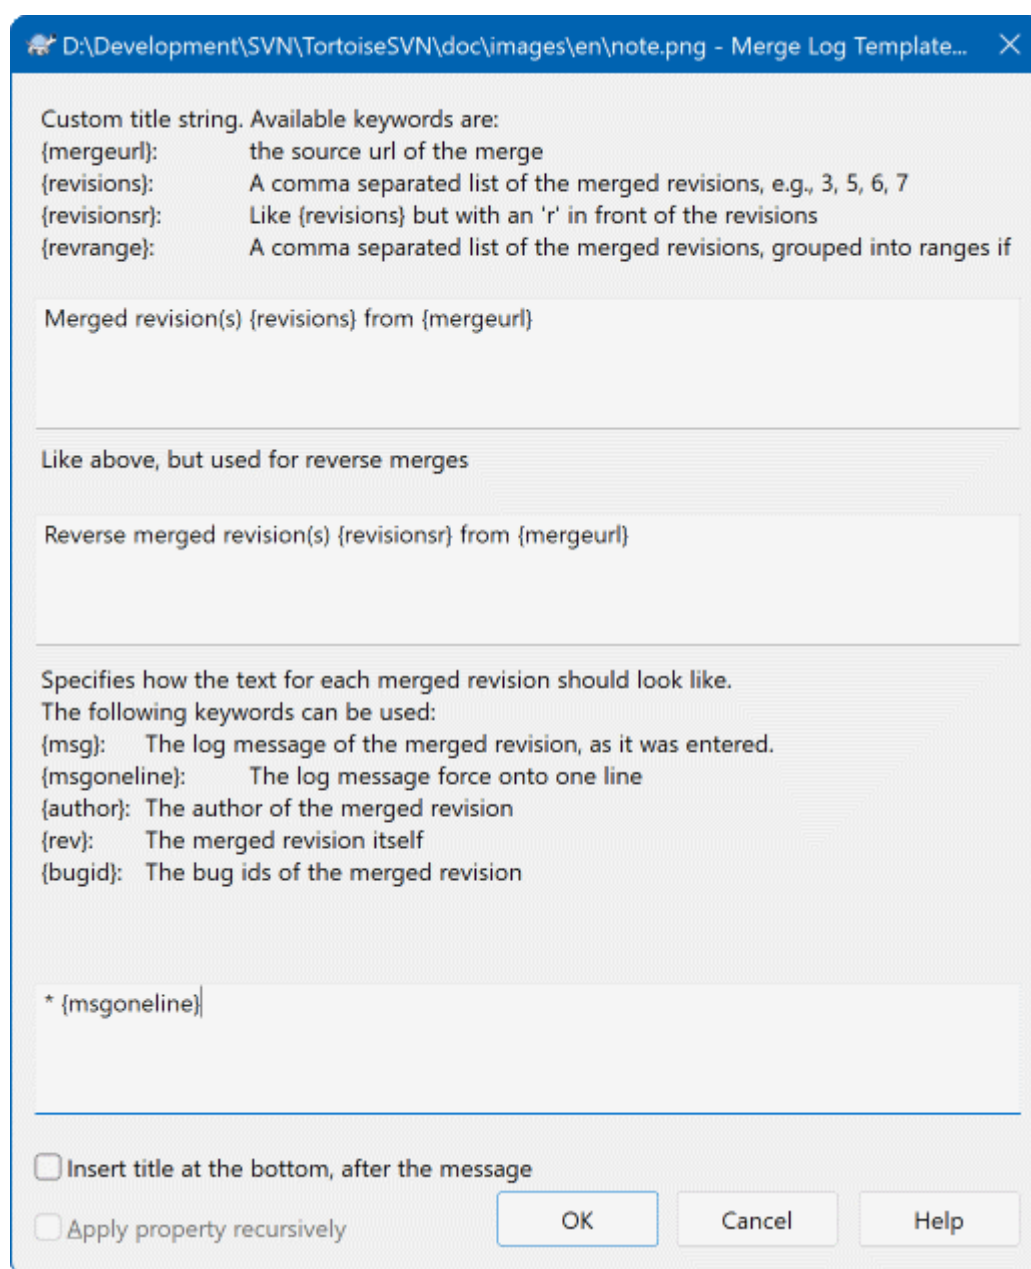 D:\Development\SVN\TortoiseSVN\doc\images\en\note.png - Merge Log Template...
Custom title string. Available keywords are:
{mergeurl}: the source url of the merge
{revisions}: A comma separated list of the merged revisions, e.g., 3, 5, 6, 7
{revisionsr}: Like {revisions} but with an 'r' in front of the revisions
{revrange}: A comma separated list of the merged revisions, grouped into ranges if
Merged revision(s) {revisions} from {mergeurl}
Like above, but used for reverse merges
Reverse merged revision(s) {revisionsr} from {mergeurl}
Specifies how the text for each merged revision should look like.
The following keywords can be used:
{msg}: The log message of the merged revision, as it was entered.
{msgoneline}: The log message force onto one line
{author}: The author of the merged revision
{rev}: The merged revision itself
{bugid}: The bug ids of the merged revision
* {msgoneline}
Insert title at the bottom, after the message
Apply property recursively
OK
Cancel
Help